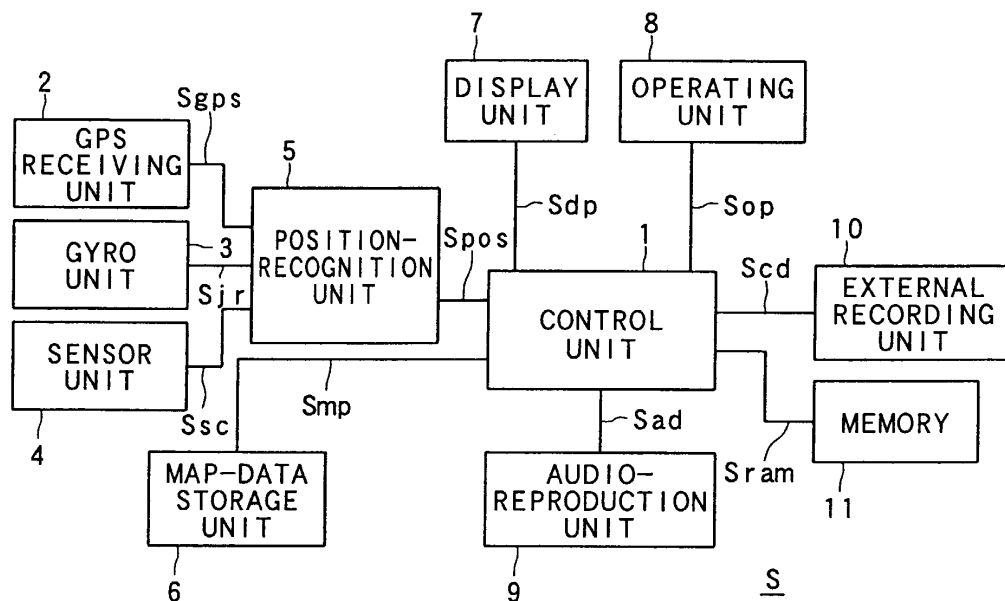 7
8
DISPLAY
UNIT
OPERATING
UNIT
2
Sgps
GPS
RECEIVING
UNIT
5
Sdp
Sop
3
GYRO
UNIT
Sjr
POSITION-
RECOGNITION
UNIT
Spos
1
CONTROL
UNIT
Scd
10
EXTERNAL
RECORDING
UNIT
SENSOR
UNIT
4
Ssc
Smp
Sad
MEMORY
Sram
11
MAP-DATA
STORAGE
UNIT
6
AUDIO-
REPRODUCTION
UNIT
9
S